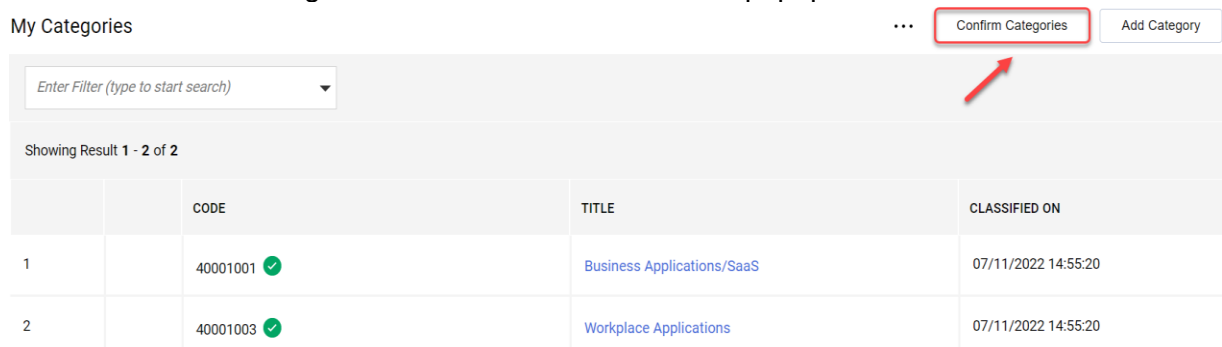 My Categories ... Confirm Categories Add Category
Enter Filter (type to start search)
Showing Result 1 - 2 of 2
CODE TITLE CLASSIFIED ON
1 40001001 Business Applications/SaaS 07/11/2022 14:55:20
2 40001003 Workplace Applications 07/11/2022 14:55:20